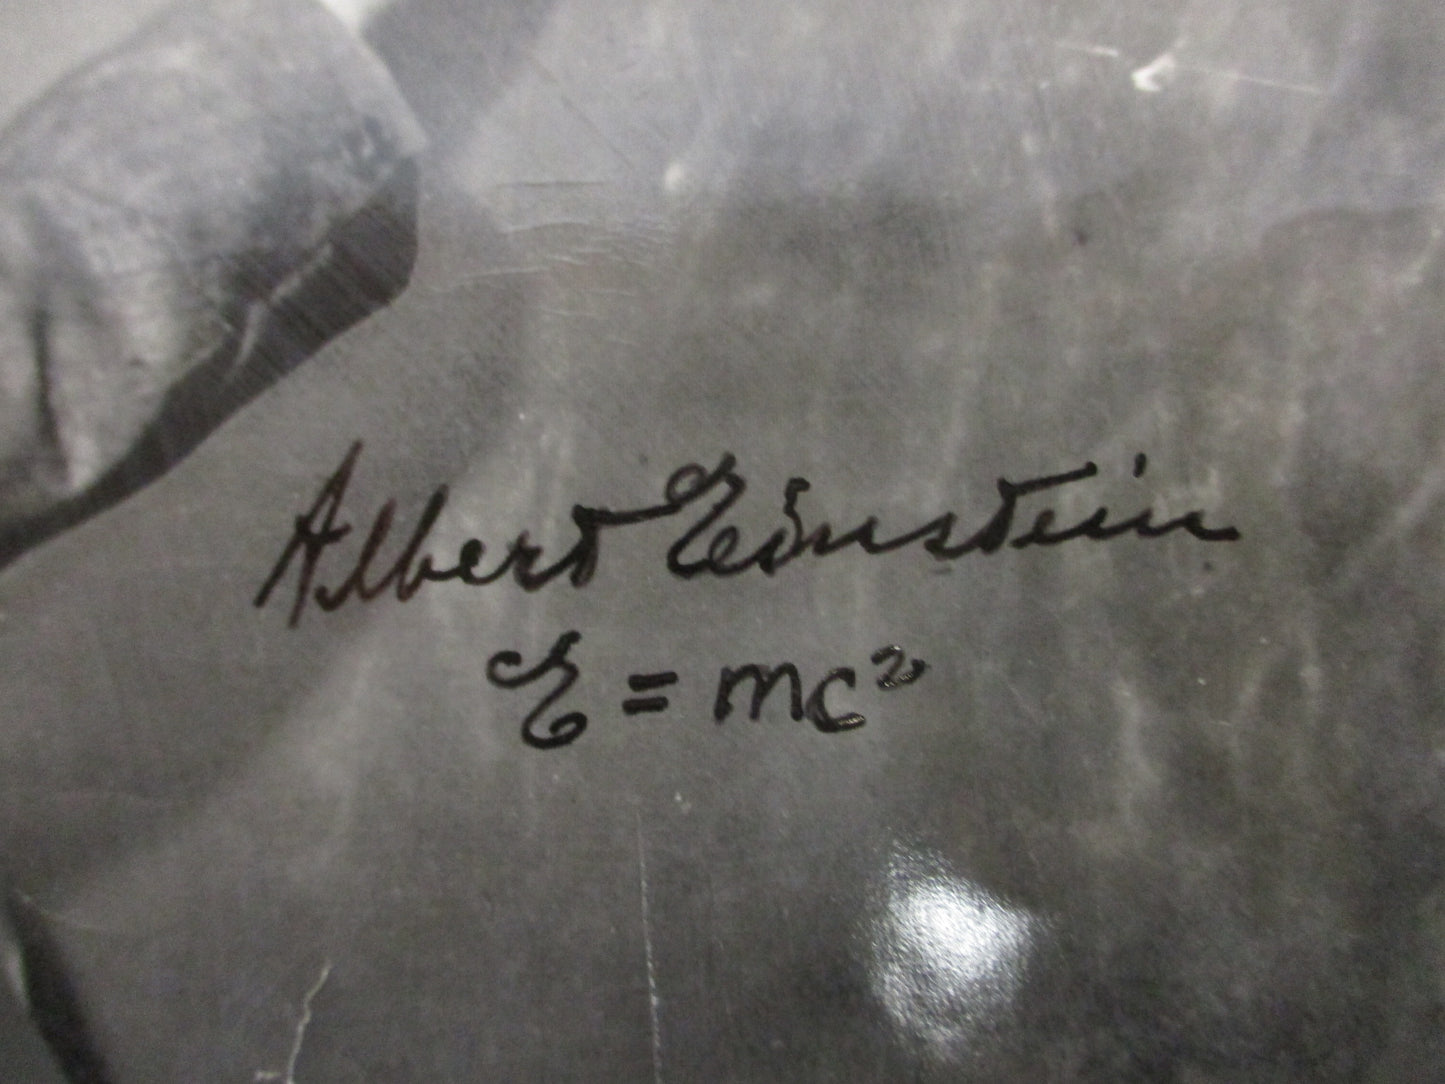 Albert Einstein
E = mc²